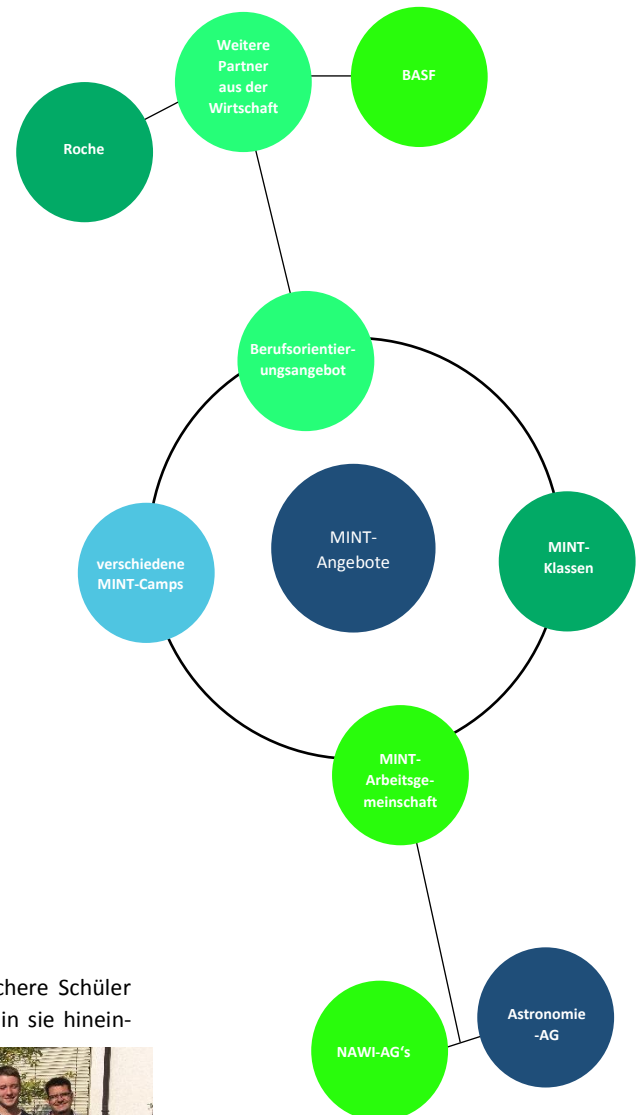 Weitere
Partner
aus der
Wirtschaft
BASF
Roche
Berufsorientier-
ungsangebot
MINT-
Angebote
verschiedene
MINT-Camps
MINT-
Klassen
MINT-
Arbeitsge-
meinschaft
chere Schüler
in sie hinein-
Astronomie
-AG
NAWI-AG‘s